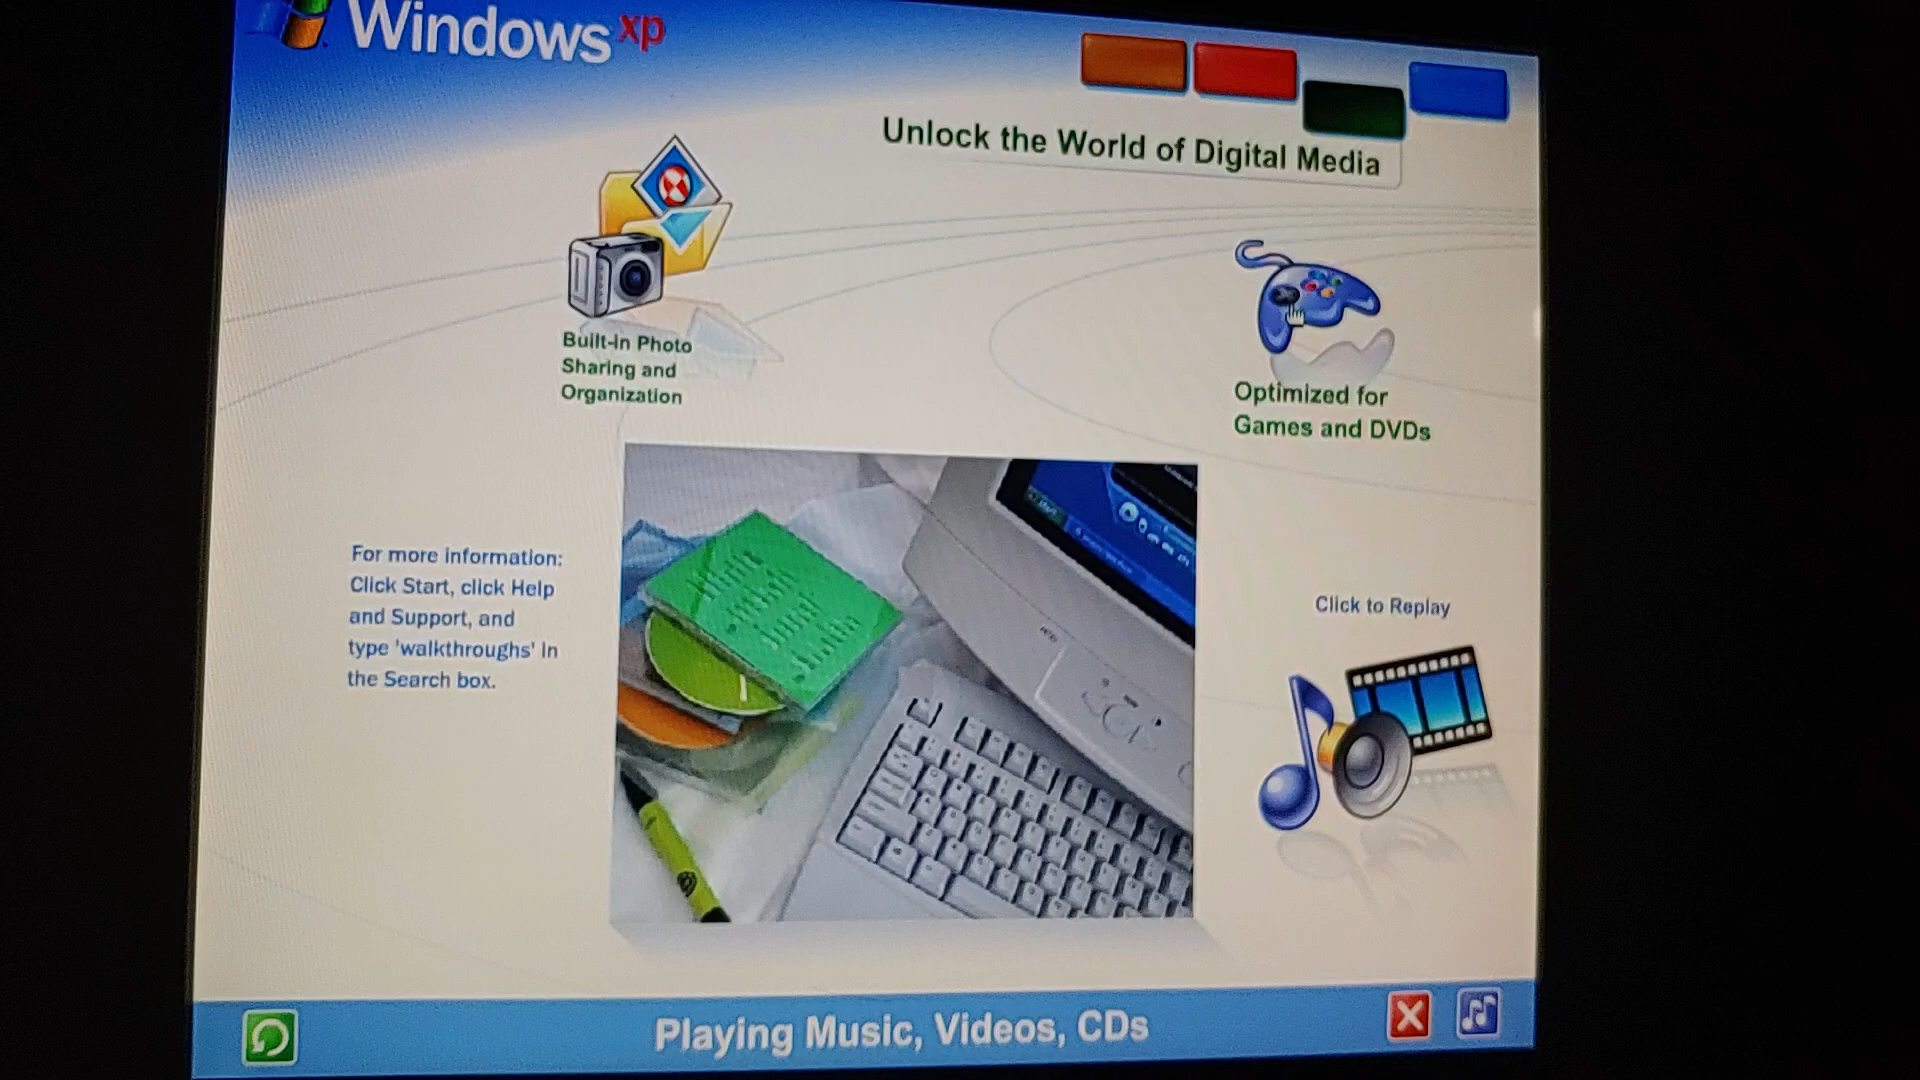 Windows xp
Unlock the World of Digital Media
Built-in Photo
Sharing and
Organization
Optimized for
Games and DVDs
For more information:
Click Start, click Help
and Support, and
type 'walkthroughs' in
the Search box.
Click to Replay
Playing Music, Videos, CDs